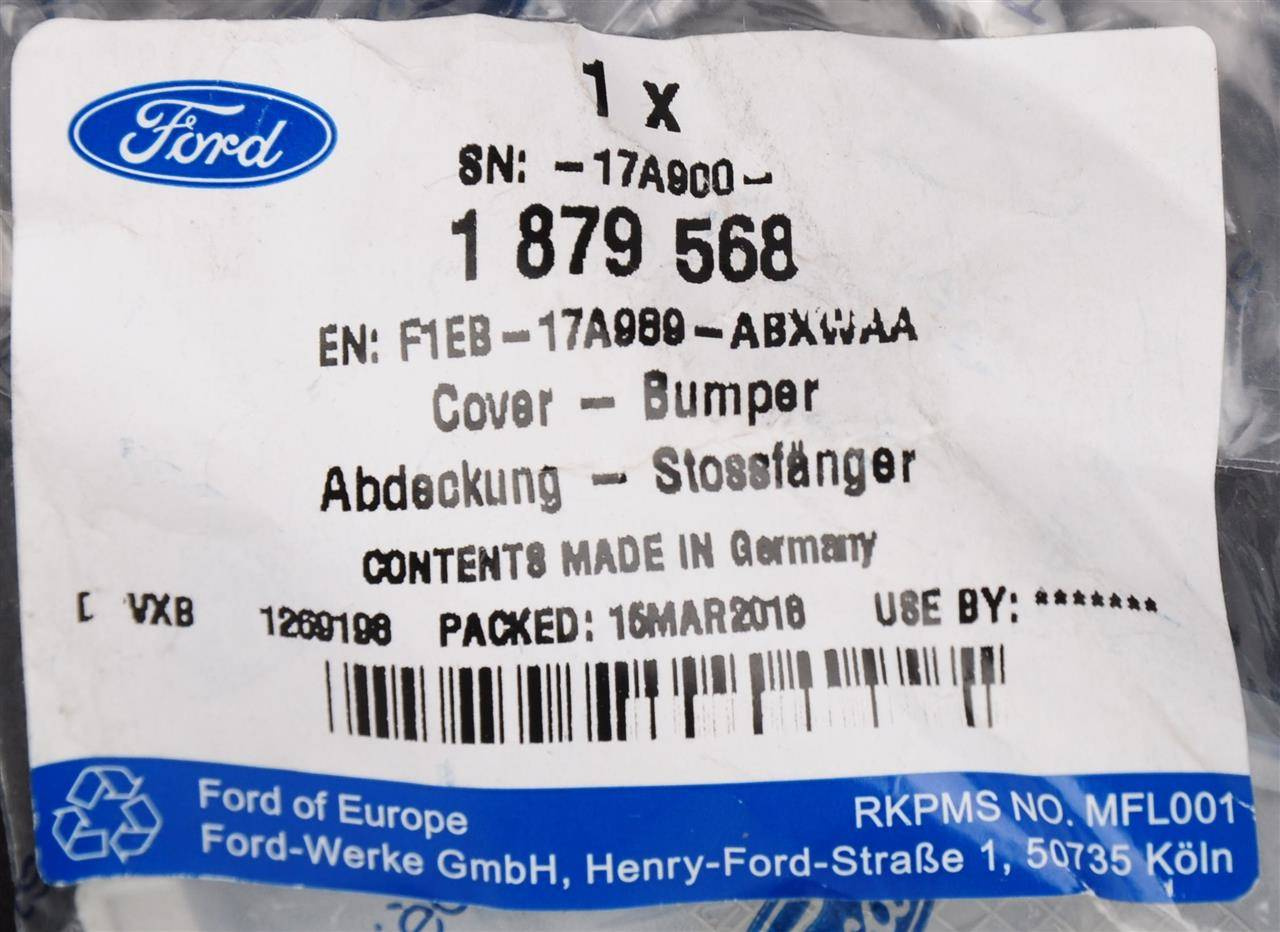 Ford
1 x
SN: -17A900-
1 879 568
EN: F1EB-17A989-ABXWAA
Cover - Bumper
Abdeckung - Stossfänger
CONTENTS MADE IN Germany
VXB 1269198 PACKED: 15MAR2018 USE BY: *******
Ford of Europe
RKPMS NO. MFL001
Ford-Werke GmbH, Henry-Ford-Straße 1, 50735 Köln